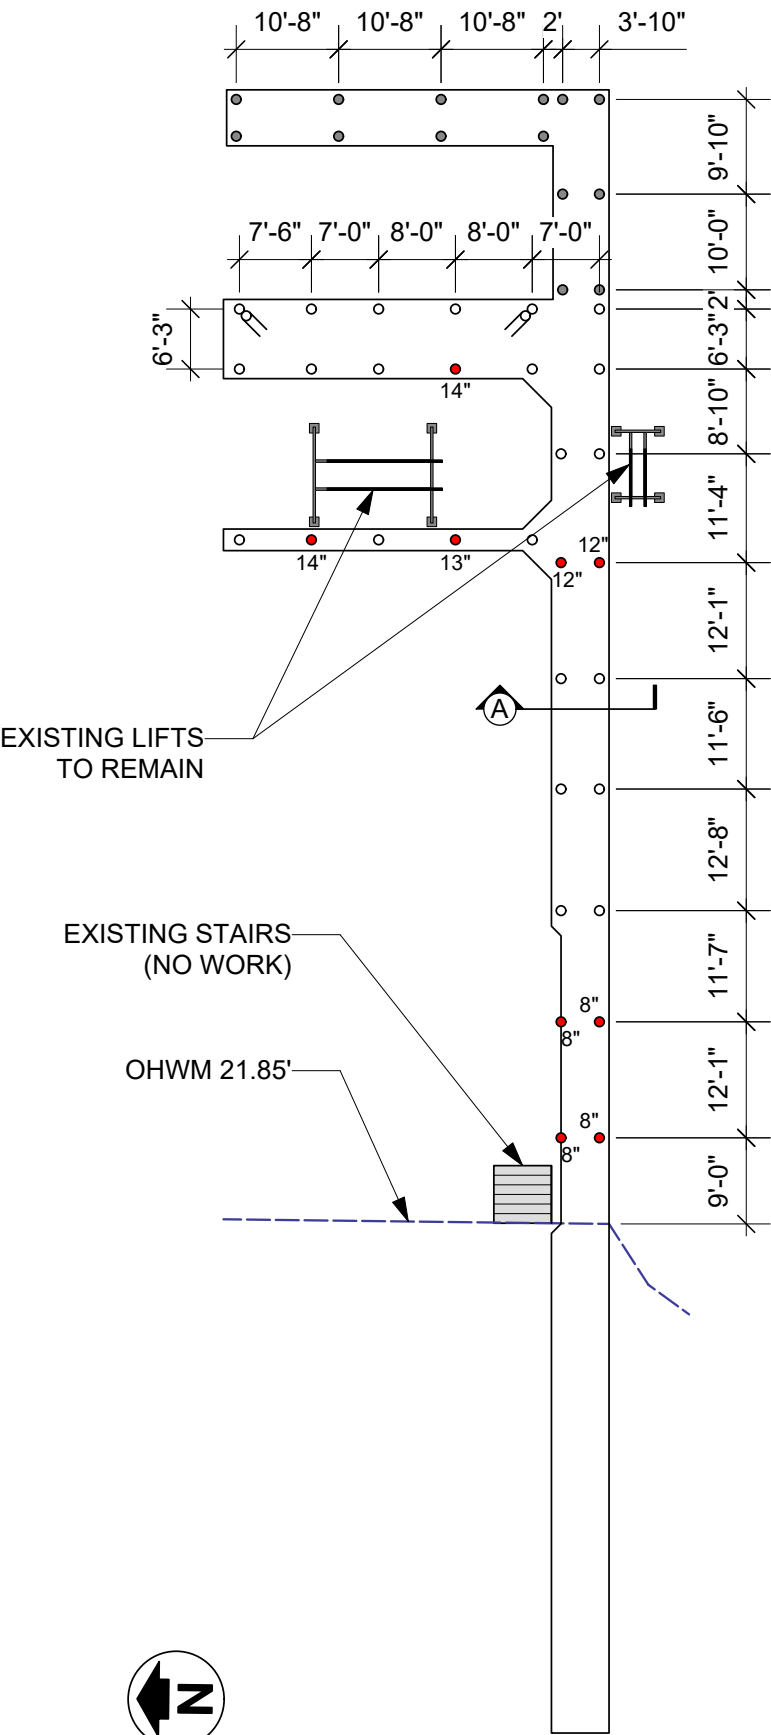 10'-8" 10'-8" 10'-8" 2' 3'-10"
9'-10"
10'-0"
7'-6" 7'-0" 8'-0" 8'-0" 7'-0"
2'
6'-3"
6'-3"
14"
8'-10"
11'-4"
14" 13" 12" 12"
12'-1"
A
11'-6"
EXISTING LIFTS
TO REMAIN
12'-8"
EXISTING STAIRS
(NO WORK)
11'-7"
8"
8"
OHWM 21.85'
12'-1"
8"
8"
9'-0"
N